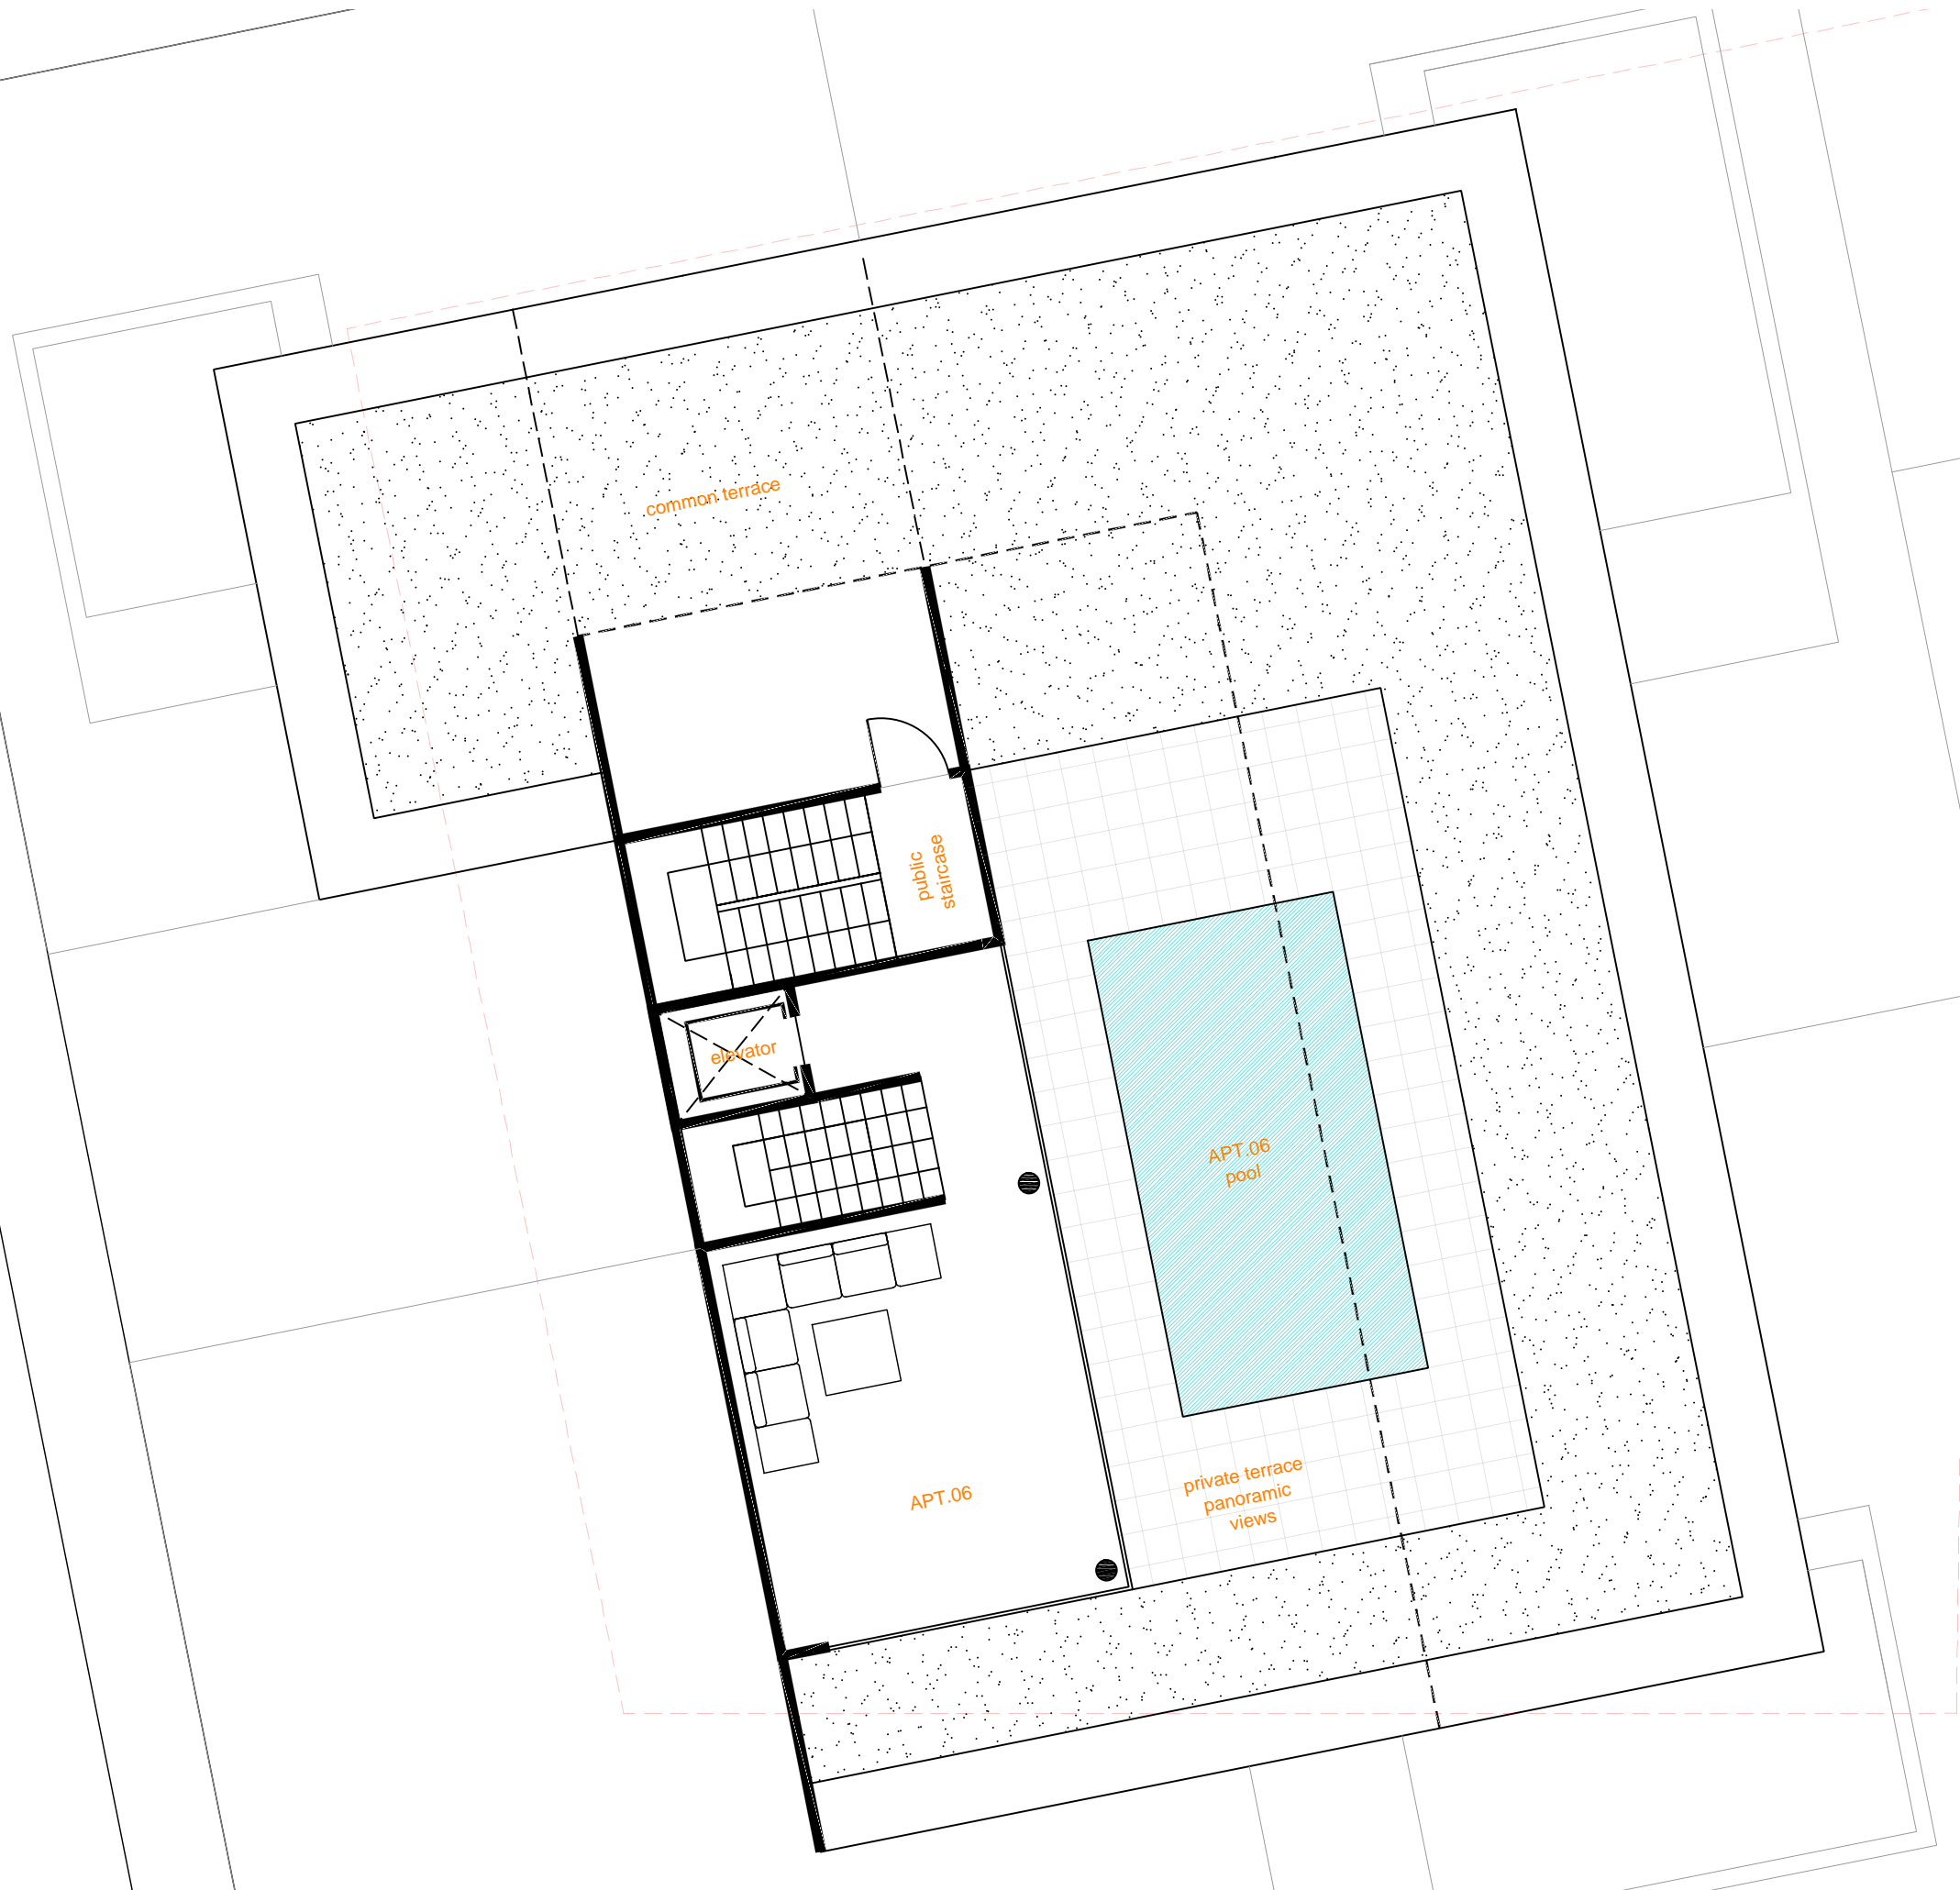 common terrace
public
staircase
elevator
APT.06
pool
private terrace
panoramic
views
APT.06